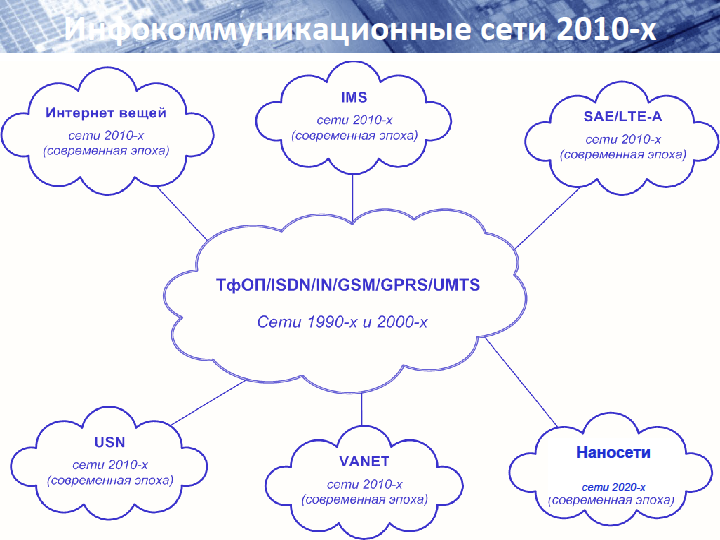 Инфокоммуникационные сети 2010-х
Интернет вещей
сети 2010-х
(современная эпоха)
IMS
сети 2010-х
(современная эпоха)
SAE/LTE-A
сети 2010-х
(современная эпоха)
ТфОП/ISDN/IN/GSM/GPRS/UMTS
Сети 1990-х и 2000-х
USN
сети 2010-х
(современная эпоха)
VANET
сети 2010-х
(современная эпоха)
Наносети
сети 2020-х
(современная эпоха)